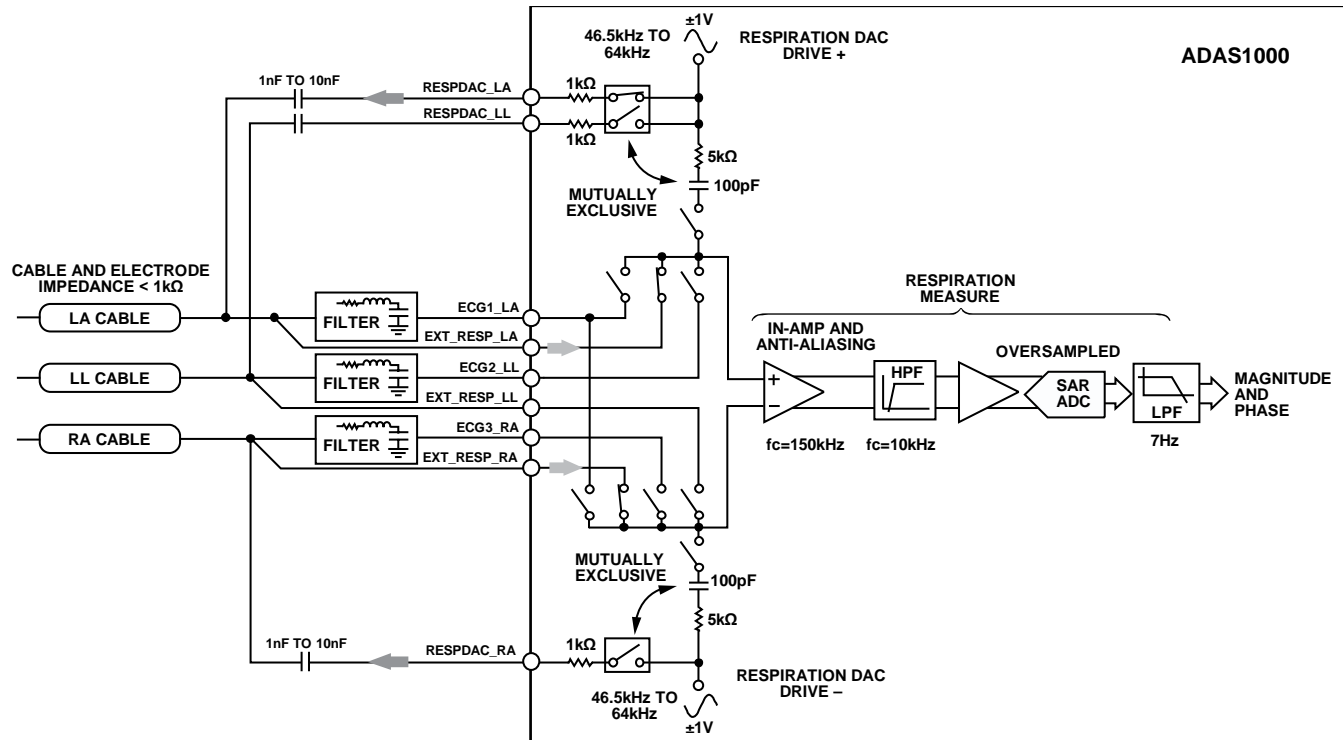 ±1V
46.5kHz TO
64kHz
RESPIRATION DAC
DRIVE +
ADAS1000
1nF TO 10nF
RESPDAC_LA
1kΩ
RESPDAC_LL
1kΩ
5kΩ
100pF
MUTUALLY
EXCLUSIVE
CABLE AND ELECTRODE
IMPEDANCE < 1kΩ
RESPIRATION
MEASURE
LA CABLE
FILTER
ECG1_LA
EXT_RESP_LA
IN-AMP AND
ANTI-ALIASING
OVERSAMPLED
LL CABLE
FILTER
ECG2_LL
EXT_RESP_LL
+
–
HPF
SAR
ADC
LPF
MAGNITUDE
AND
PHASE
RA CABLE
FILTER
ECG3_RA
EXT_RESP_RA
fc=150kHz
fc=10kHz
7Hz
MUTUALLY
EXCLUSIVE
100pF
5kΩ
1nF TO 10nF
RESPDAC_RA
1kΩ
RESPIRATION DAC
DRIVE –
46.5kHz TO
64kHz
±1V